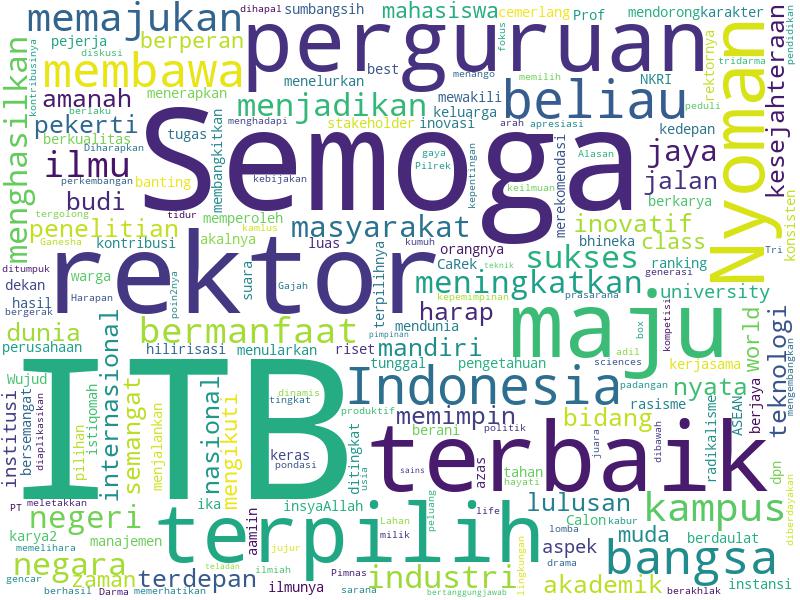 dihapal sumbangsih mahasiswa cemerlang Prof mendorong karakter
memajukan perguruan
pejerja diskusi berperan
kontribusinya membawa menelurkan best mewakili NKRI rektornya tridarma pendidikan
menghasilkan amanah menerapkan menjadikan keluarga beliau Nyoman kesejahteraan
pekerti tugas menghadapi stakeholder inovasi arah apresiasi kedepan
berkualitas Diharapkan Semoga gaya Pilrek merekomendasi jaya
ilmu perkembangan banting membangkitkan kebijakan kepentingan keilmuan Alasan peduli
budi tidur jalan
penelitian memperoleh masyarakat inovatif berkarya
tergolong Ganesha kamlus akalnya luas terpilihnya kumuh orangnya bhineka class konsisten
kontribusi rektor suara CaRek sukses ranking Tri
ditumpuk dekan warga Gajah teknik meningkatkan generasi
hasil Harapan poin2nya kepemimpinan prasarana university
bergerak dunia bermanfaat mendunia harap maju kompetisi world teknologi
perusahaan hilirisasi menularkan riset mandiri box adil
Wujud ITB tunggal pengetahuan sciences kerjasama mengembangkan
institusi bersemangat diaplikasikan pilihan istiqomah internasional semangat menjalankan nasional mengikuti dinamis tingkat Indonesia padangan nyata
produktif memimpin bidang rasisme berjaya
keras berani politik terbaik juara dibawah radikalisme ASEAN
pondasi ditingkat usia sains azas tahan hayati dpn diberdayakan
PT meletakkan ika insyaAllah lulusan
negeri aamiin terpilih Lahan peluang life Calon kabur kampus
karya2 manajemen jujur milik lomba muda berdaulat
memelihara negara teladan ilmiah Pimnas drama aspek bangsa
zaman terdepan ilmunya industri lingkungan akademik instansi
gencar berhasil Darma memerhatikan sarana bertanggungjawab berakhlak
fokus menango memilih berlaku pimpinan